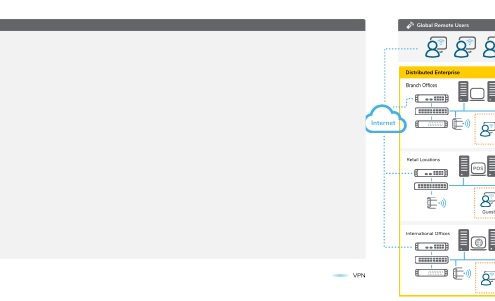 Global Remote Users
Distributed Enterprise
Branch Offices
Internet
Retail Locations
POS
Guest
International Offices
VPN